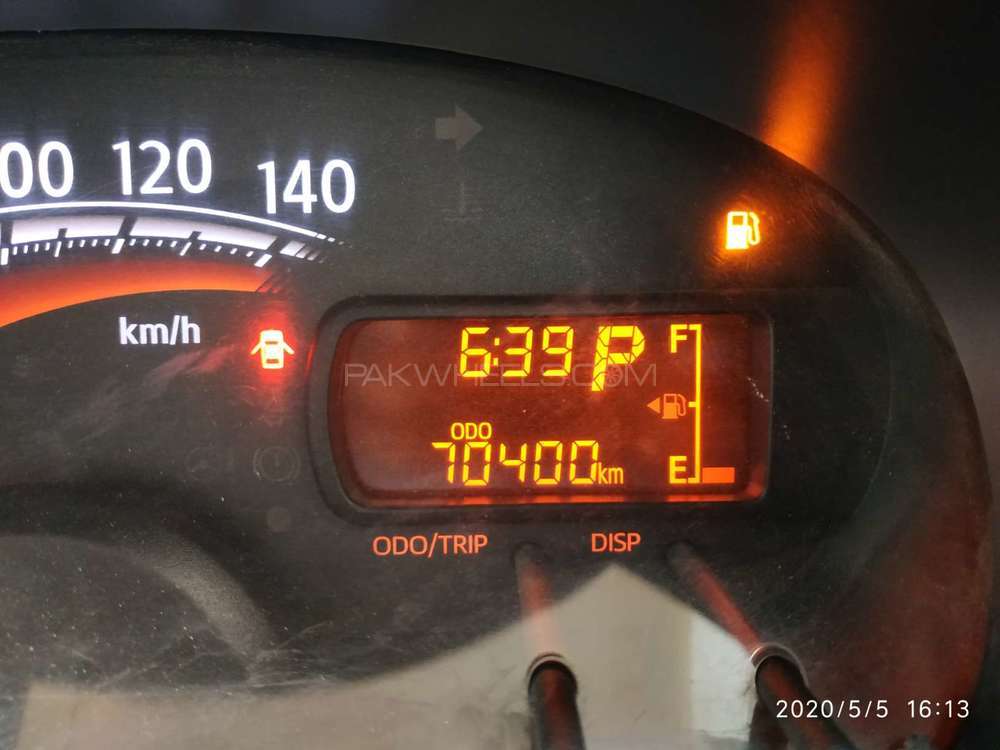 00 120 140
km/h
6:39 P F
PAKWHEELS.COM
ODO
70400km E
ODO/TRIP DISP
2020/5/5 16:13